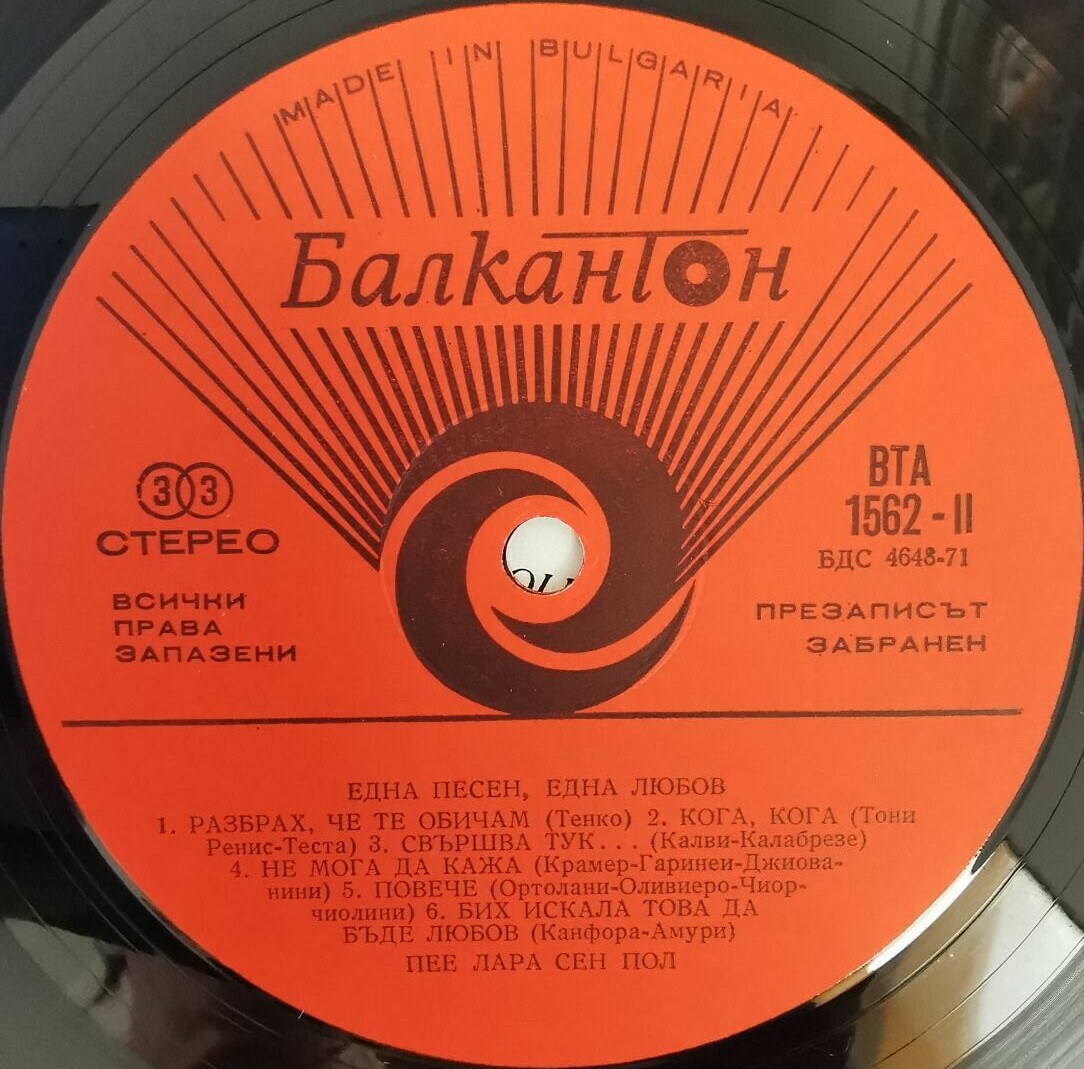 MADE IN BULGARIA
БалканТон
33
СТЕРЕО
ВСИЧКИ
ПРАВА
ЗАПАЗЕНИ
ВТА
1562 - II
БДС 4648-71
ПРЕЗАПИСЪТ
ЗАБРАНЕН
ЕДНА ПЕСЕН, ЕДНА ЛЮБОВ
1. РАЗБРАХ, ЧЕ ТЕ ОБИЧАМ (Тенко) 2. КОГА, КОГА (Тони
Ренис-Теста) 3. СВЪРШВА ТУК... (Калви-Калабрезе)
4. НЕ МОГА ДА КАЖА (Крамер-Гаринеи-Джиова-
нини) 5. ПОВЕЧЕ (Ортолани-Оливиеро-Чиор-
чиолини) 6. БИХ ИСКАЛА ТОВА ДА
БЪДЕ ЛЮБОВ (Канфора-Амури)
ПЕЕ ЛАРА СЕН ПОЛ